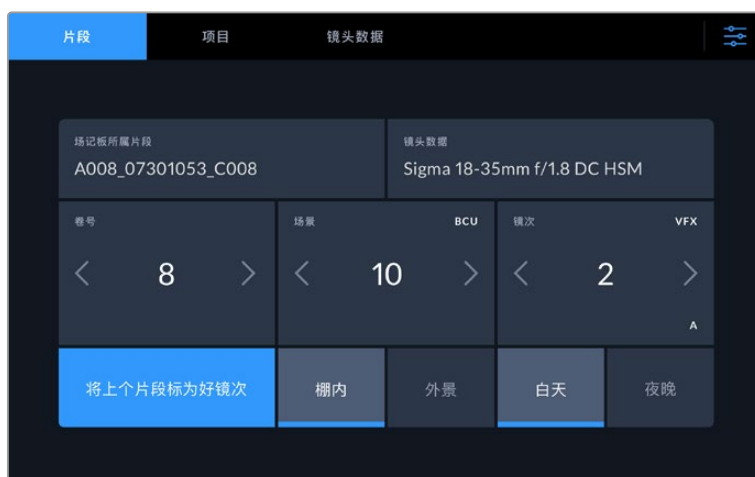 片段 项目 镜头数据
场记板所属片段 镜头数据
A008_07301053_C008 Sigma 18-35mm f/1.8 DC HSM
卷号 场景 BCU 镜次 VFX
8 10 2
A
将上个片段标为好镜次 棚内 外景 白天 夜晚